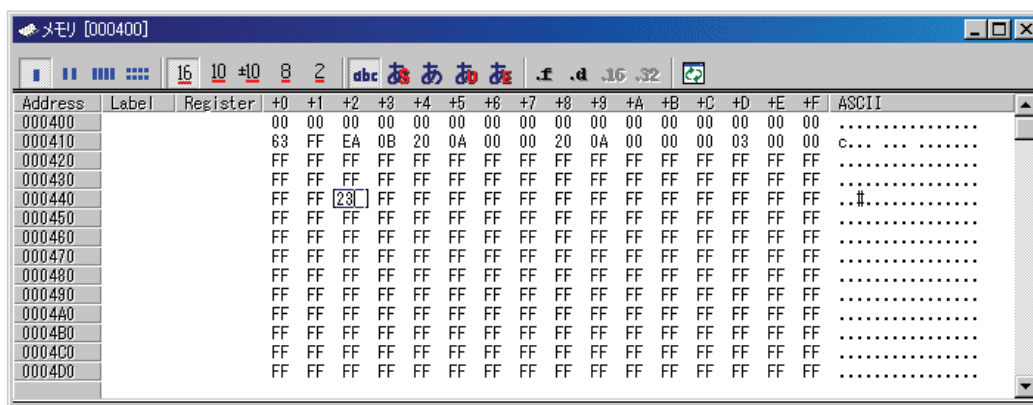 メモリ [000400]
16 10 ±10 8 2 abc あS あ あU あE .f .d .16 .32
Address Label Register +0 +1 +2 +3 +4 +5 +6 +7 +8 +9 +A +B +C +D +E +F ASCII
000400 00 00 00 00 00 00 00 00 00 00 00 00 00 00 00 00 ................
000410 63 FF EA 0B 20 0A 00 00 20 0A 00 00 00 03 00 00 c... ... .......
000420 FF FF FF FF FF FF FF FF FF FF FF FF FF FF FF FF ................
000430 FF FF FF FF FF FF FF FF FF FF FF FF FF FF FF FF ................
000440 FF FF 23 FF FF FF FF FF FF FF FF FF FF FF FF FF ..#.............
000450 FF FF FF FF FF FF FF FF FF FF FF FF FF FF FF FF ................
000460 FF FF FF FF FF FF FF FF FF FF FF FF FF FF FF FF ................
000470 FF FF FF FF FF FF FF FF FF FF FF FF FF FF FF FF ................
000480 FF FF FF FF FF FF FF FF FF FF FF FF FF FF FF FF ................
000490 FF FF FF FF FF FF FF FF FF FF FF FF FF FF FF FF ................
0004A0 FF FF FF FF FF FF FF FF FF FF FF FF FF FF FF FF ................
0004B0 FF FF FF FF FF FF FF FF FF FF FF FF FF FF FF FF ................
0004C0 FF FF FF FF FF FF FF FF FF FF FF FF FF FF FF FF ................
0004D0 FF FF FF FF FF FF FF FF FF FF FF FF FF FF FF FF ................